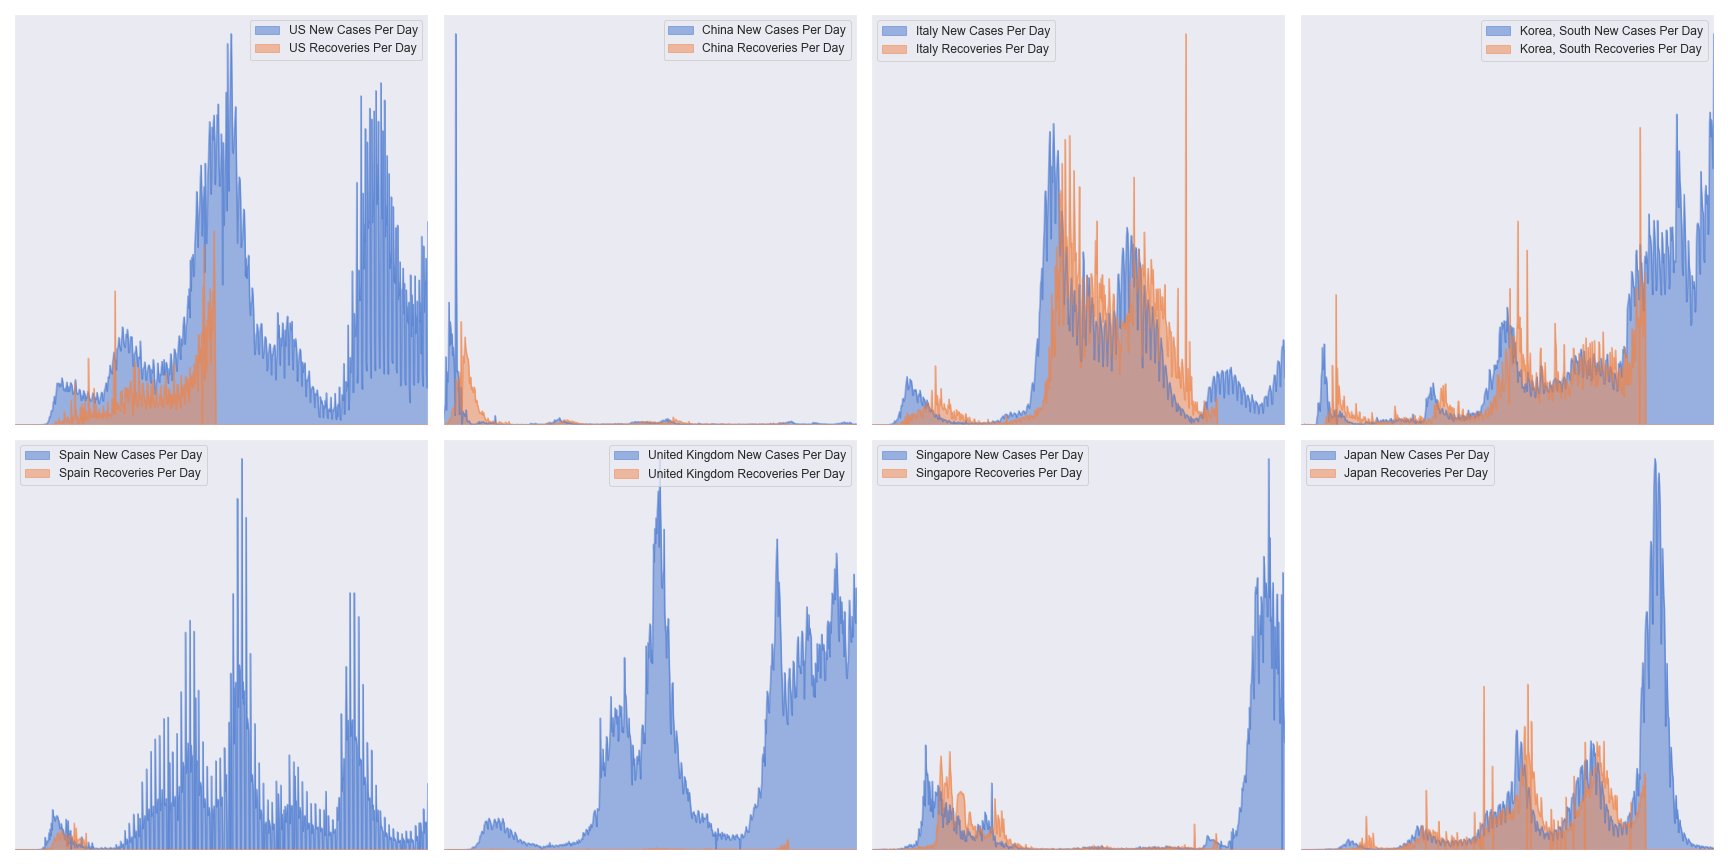 US New Cases Per Day
US Recoveries Per Day
China New Cases Per Day
China Recoveries Per Day
Italy New Cases Per Day
Italy Recoveries Per Day
Korea, South New Cases Per Day
Korea, South Recoveries Per Day
Spain New Cases Per Day
Spain Recoveries Per Day
United Kingdom New Cases Per Day
United Kingdom Recoveries Per Day
Singapore New Cases Per Day
Singapore Recoveries Per Day
Japan New Cases Per Day
Japan Recoveries Per Day